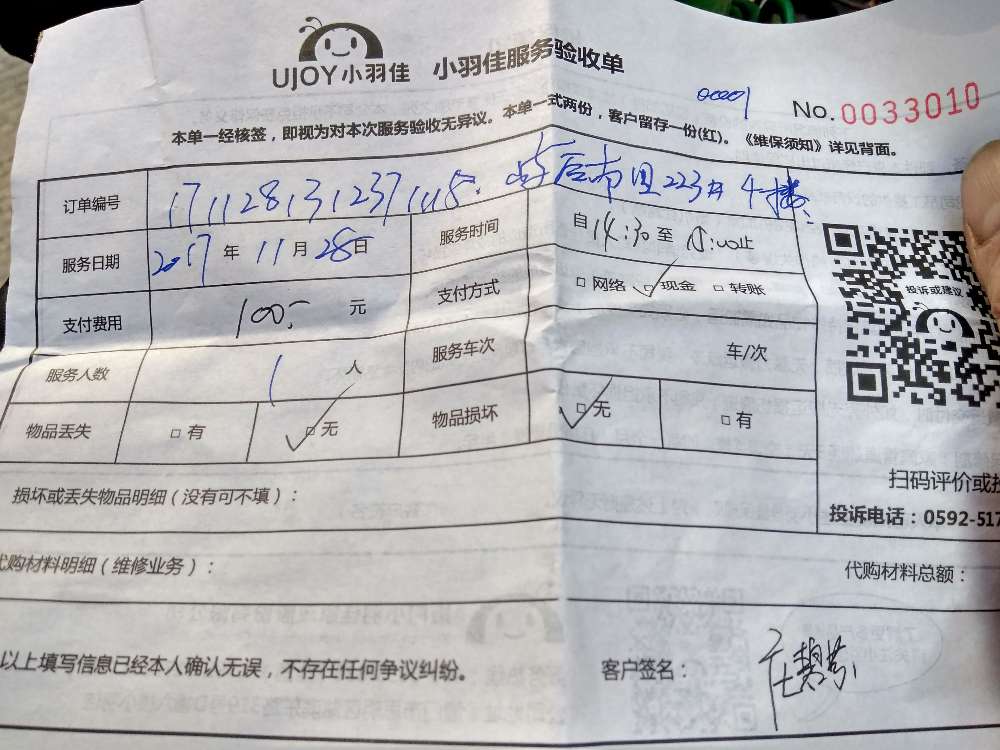 UJOY小羽佳 小羽佳服务验收单
No.0033010
本单一经核签，即视为对本次服务验收无异议。本单一式两份，客户留存一份(红)。《维保须知》详见背面。
订单编号
223# 4楼
服务日期 2017 年 11 月 28 日 服务时间 自 14:30 至 止
投诉或建议
支付费用 100 元 支付方式 □ 网络 □ 现金 □ 转账
服务人数 1 人 服务车次 车/次
物品丢失 □ 有 □ 无 物品损坏 □ 无 □ 有
扫码评价或投
损坏或丢失物品明细（没有可不填）：
投诉电话：0592-517
代购材料明细（维修业务）： 代购材料总额：
以上填写信息已经本人确认无误，不存在任何争议纠纷。 客户签名：